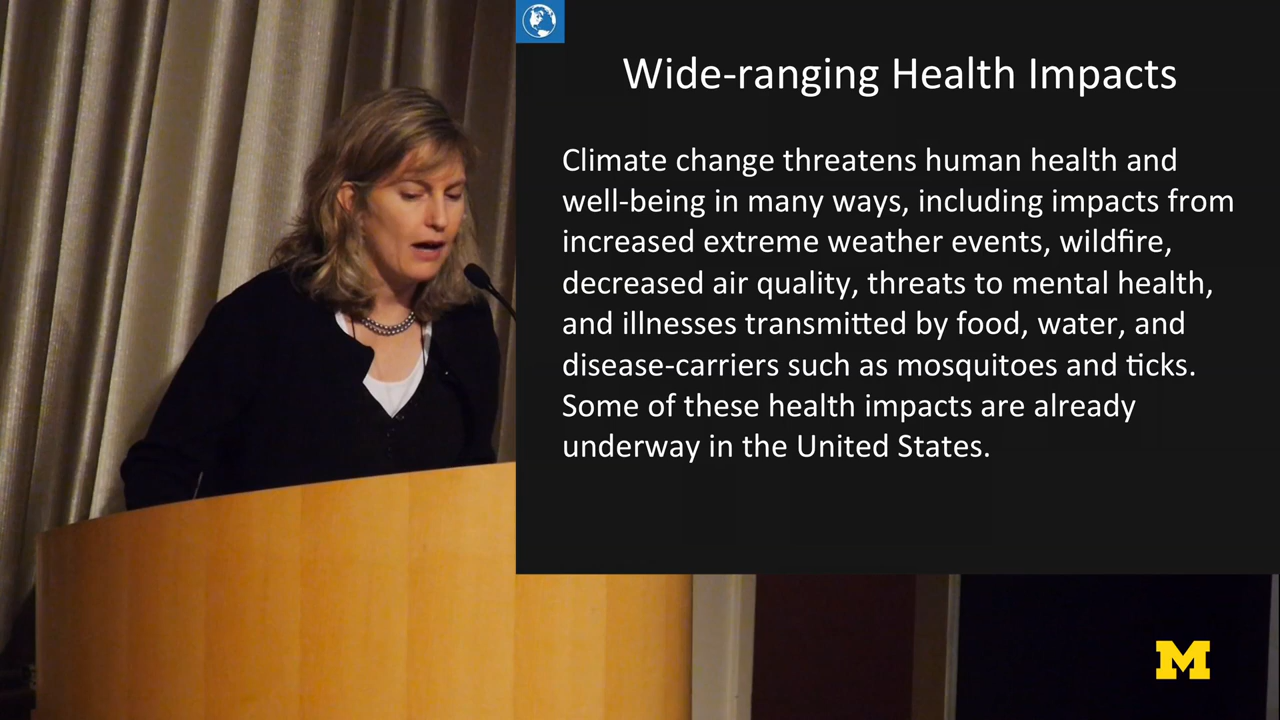 Wide-ranging Health Impacts
Climate change threatens human health and
well-being in many ways, including impacts from
increased extreme weather events, wildfire,
decreased air quality, threats to mental health,
and illnesses transmitted by food, water, and
disease-carriers such as mosquitoes and ticks.
Some of these health impacts are already
underway in the United States.
M